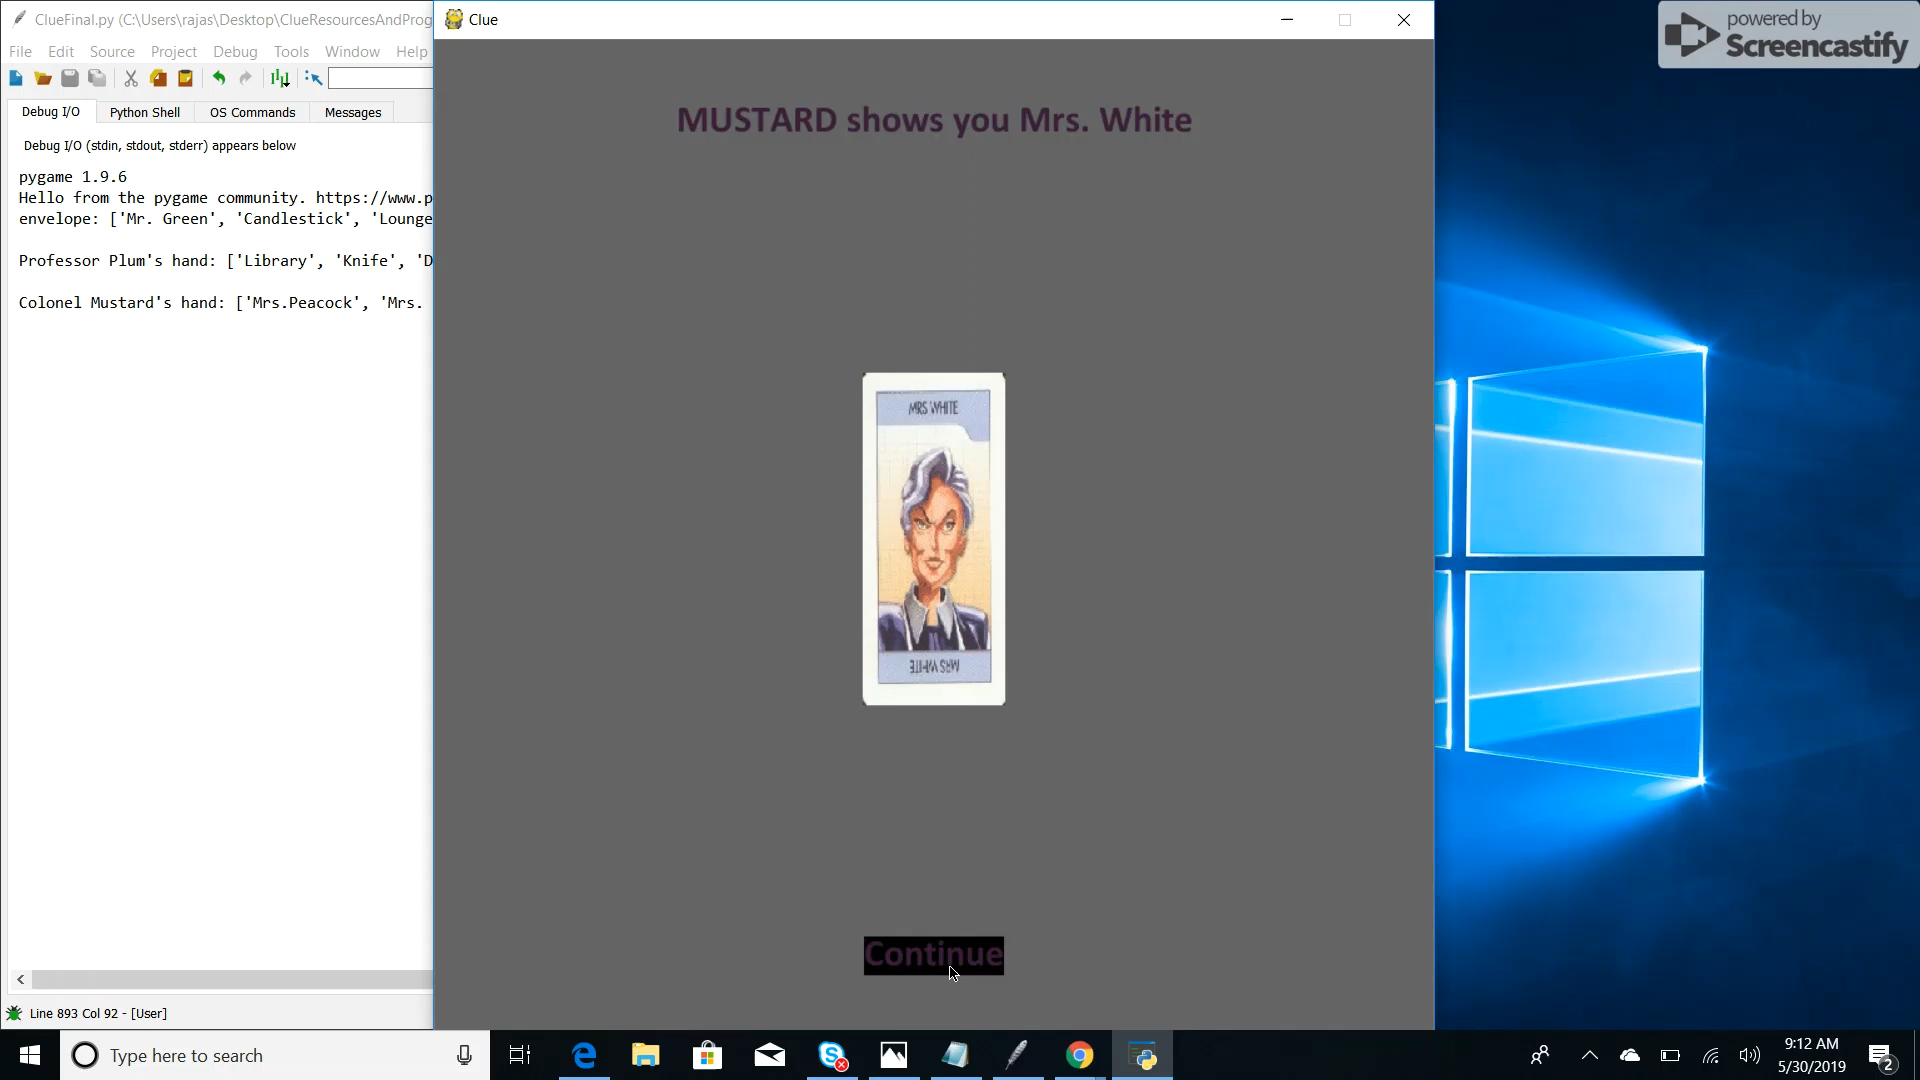 ClueFinal.py (C:\Users\rajas\Desktop\ClueResourcesAndProg
File Edit Source Project Debug Tools Window Help
Debug I/O Python Shell OS Commands Messages
Debug I/O (stdin, stdout, stderr) appears below
pygame 1.9.6
Hello from the pygame community. https://www.p
envelope: ['Mr. Green', 'Candlestick', 'Lounge
Professor Plum's hand: ['Library', 'Knife', 'D
Colonel Mustard's hand: ['Mrs.Peacock', 'Mrs.
Line 893 Col 92 - [User]
Clue
MUSTARD shows you Mrs. White
MRS WHITE
MRS WHITE
Continue
powered by
Screencastify
Type here to search
9:12 AM
5/30/2019
2